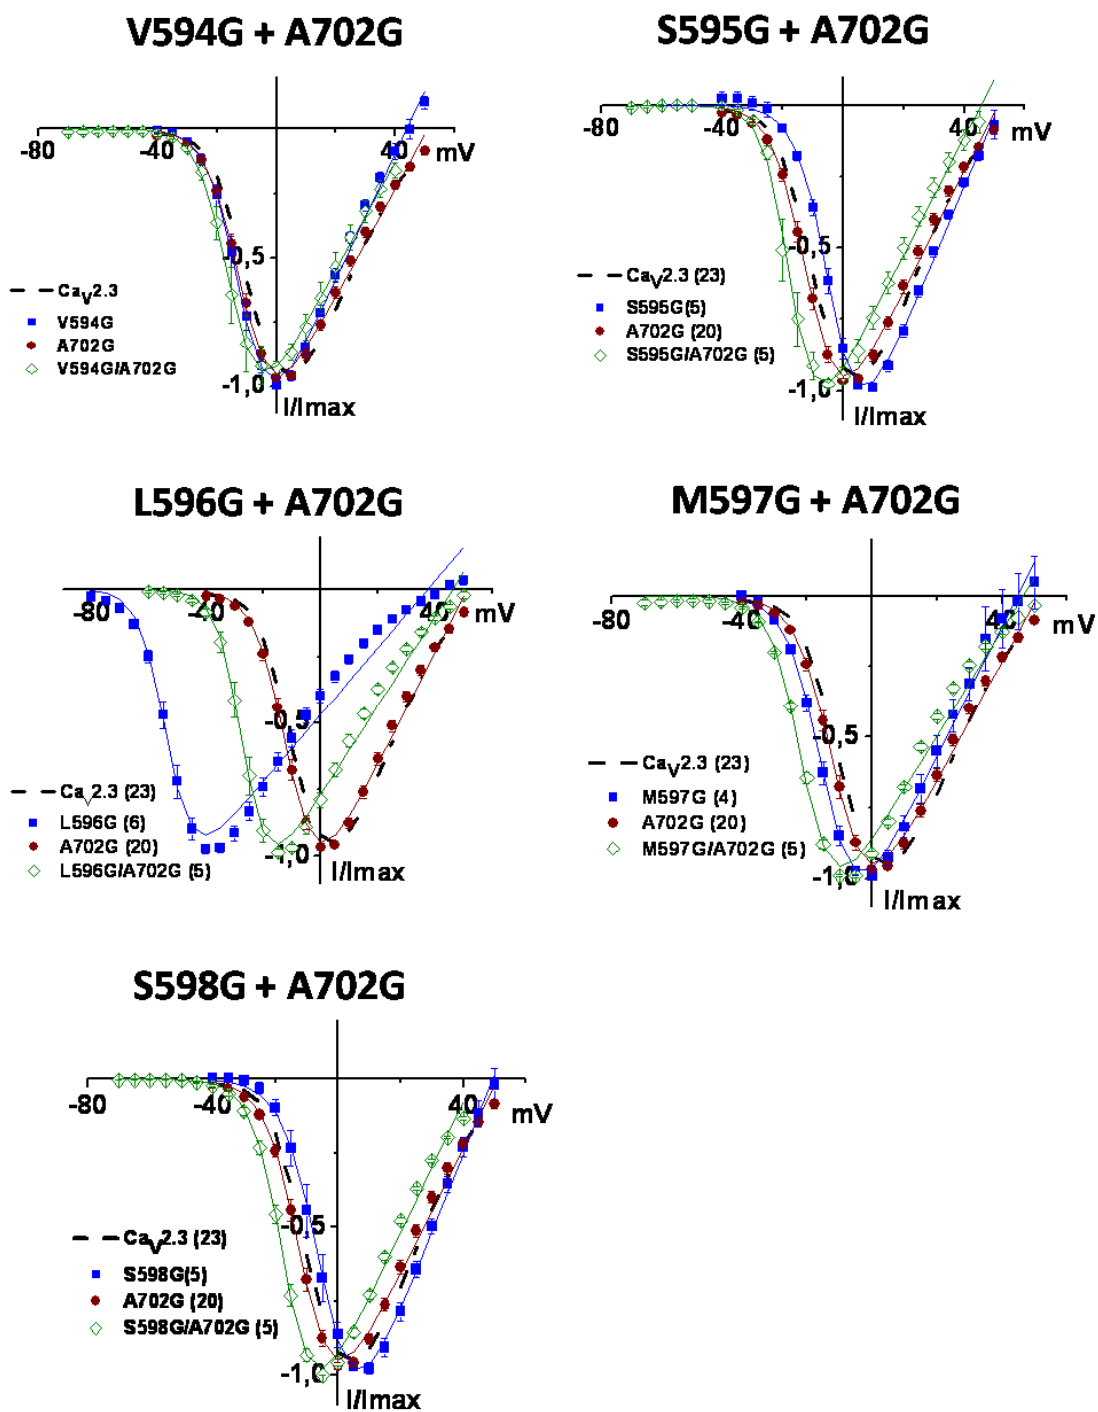 V594G + A702G
-80
-40
40
mV
-0,5
-1,0
I/Imax
CaV2.3
V594G
A702G
V594G/A702G
S595G + A702G
-80
-40
40
mV
-0,5
-1,0
I/Imax
CaV2.3 (23)
S595G(5)
A702G (20)
S595G/A702G (5)
L596G + A702G
-80
-40
40
mV
-0,5
-1,0
I/Imax
CaV2.3 (23)
L596G (6)
A702G (20)
L596G/A702G (5)
M597G + A702G
-80
-40
40
mV
-0,5
-1,0
I/Imax
CaV2.3 (23)
M597G (4)
A702G (20)
M597G/A702G (5)
S598G + A702G
-80
-40
40
mV
-0,5
-1,0
I/Imax
CaV2.3 (23)
S598G(5)
A702G (20)
S598G/A702G (5)